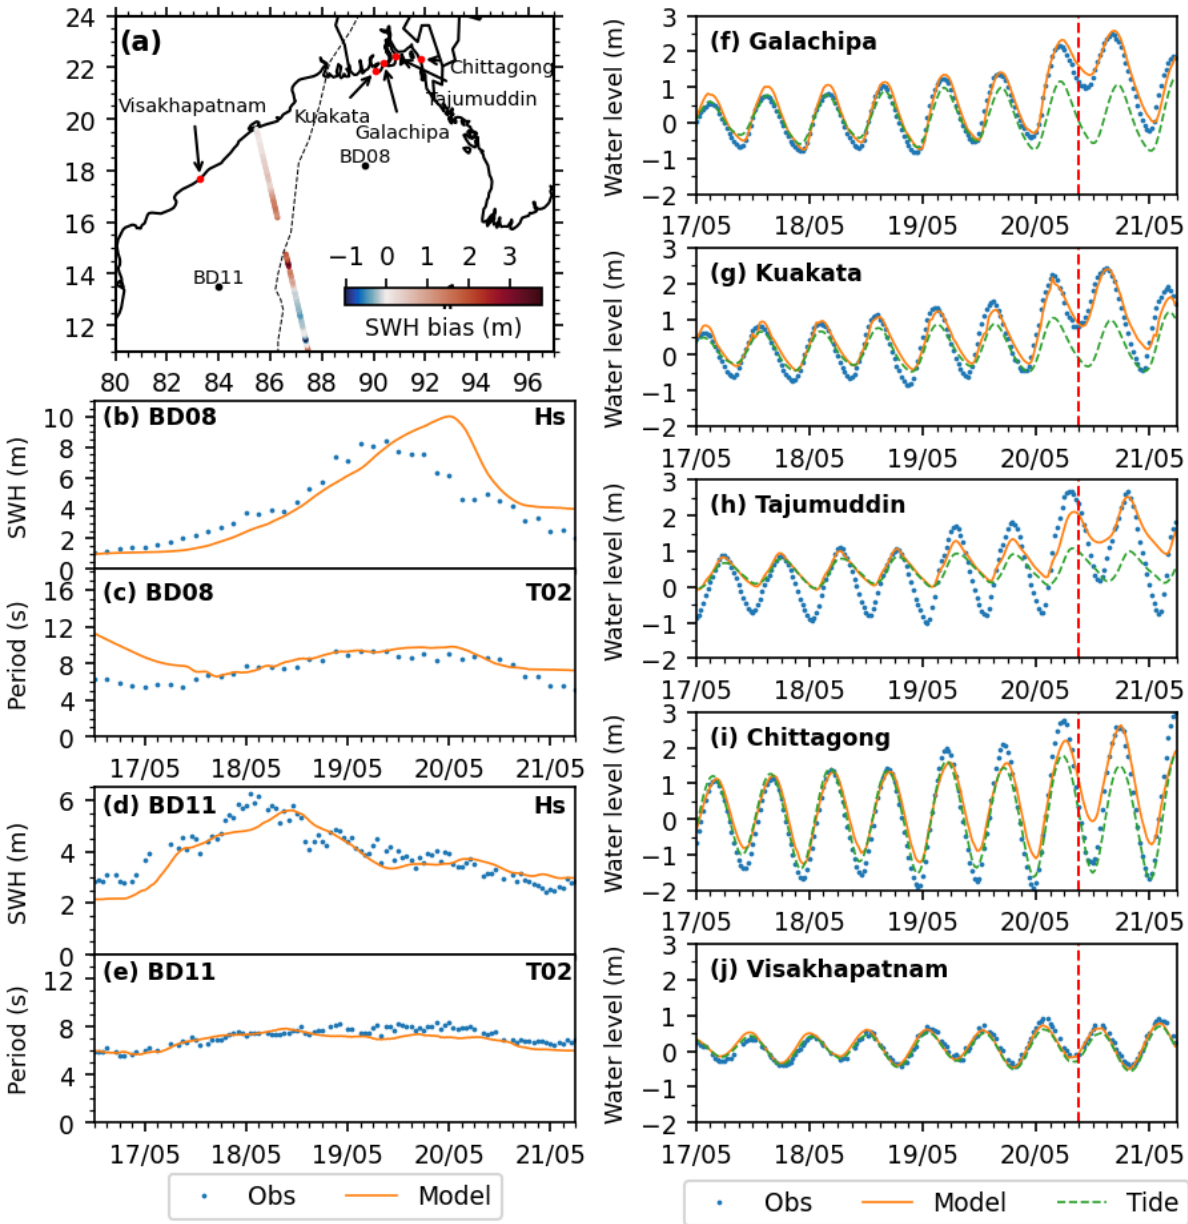 (a)
24
22
20
18
16
14
12
80 82 84 86 88 90 92 94 96
Chittagong
Visakhapatnam
Tajumuddin
Kuakata
Galachipa
BD08
BD11
−1 0 1 2 3
SWH bias (m)
(b) BD08 Hs
SWH (m)
10
8
6
4
2
0
(c) BD08 T02
Period (s)
16
12
8
4
0
17/05 18/05 19/05 20/05 21/05
(d) BD11 Hs
SWH (m)
6
4
2
0
(e) BD11 T02
Period (s)
12
8
4
0
17/05 18/05 19/05 20/05 21/05
Obs Model
(f) Galachipa
Water level (m)
3
2
1
0
−1
−2
17/05 18/05 19/05 20/05 21/05
(g) Kuakata
Water level (m)
3
2
1
0
−1
−2
17/05 18/05 19/05 20/05 21/05
(h) Tajumuddin
Water level (m)
3
2
1
0
−1
−2
17/05 18/05 19/05 20/05 21/05
(i) Chittagong
Water level (m)
3
2
1
0
−1
−2
17/05 18/05 19/05 20/05 21/05
(j) Visakhapatnam
Water level (m)
3
2
1
0
−1
−2
17/05 18/05 19/05 20/05 21/05
Obs Model Tide